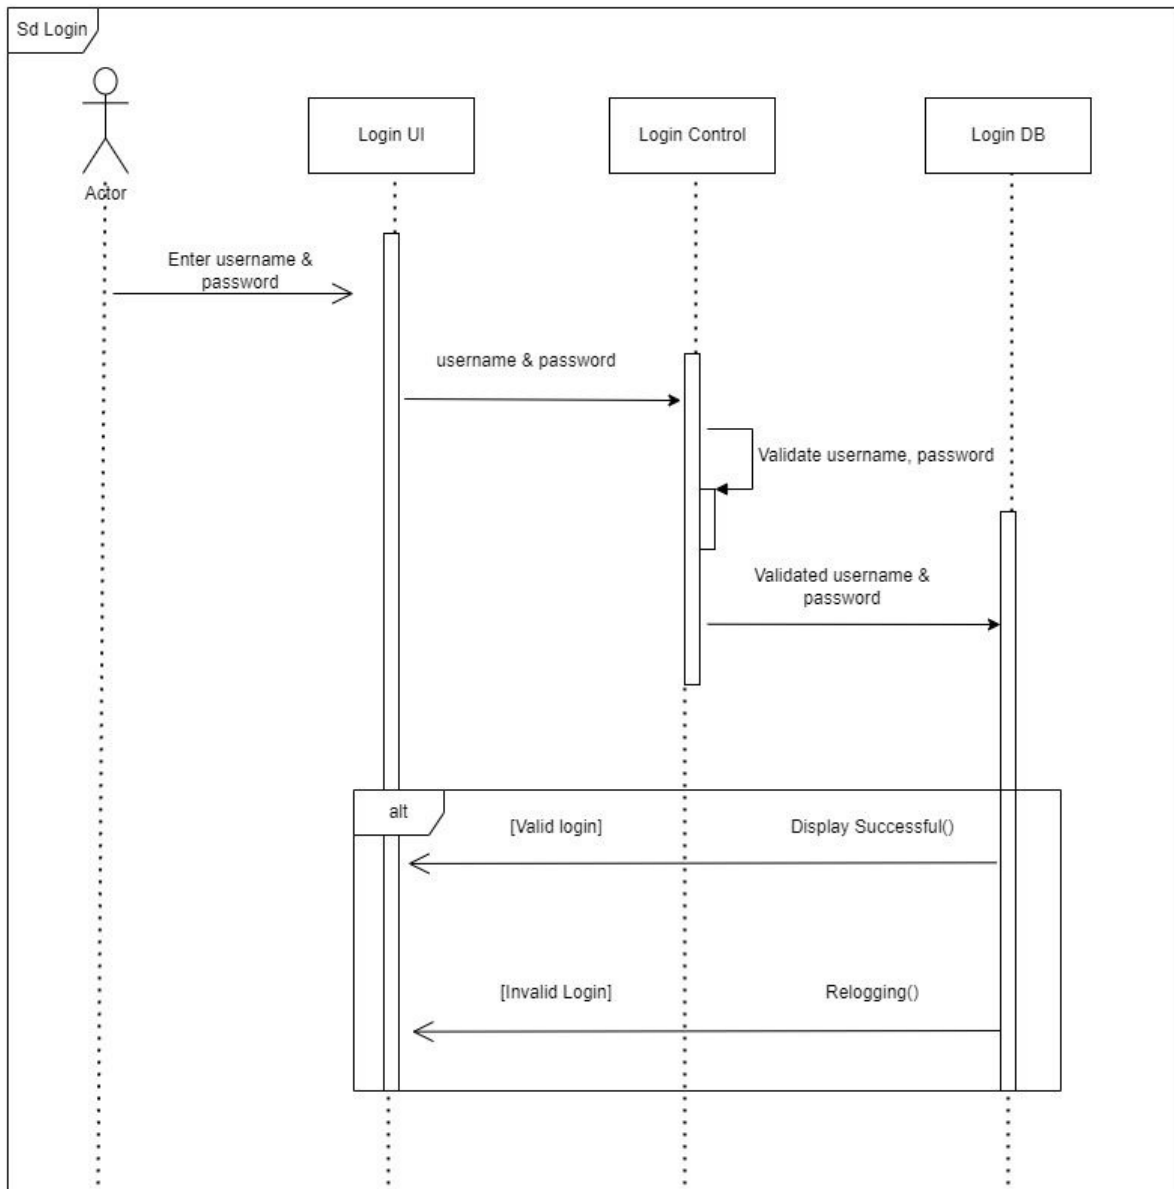 Sd Login
Actor
Login UI
Login Control
Login DB
Enter username &
password
username & password
Validate username, password
Validated username &
password
alt
[Valid login]
Display Successful()
[Invalid Login]
Relogging()